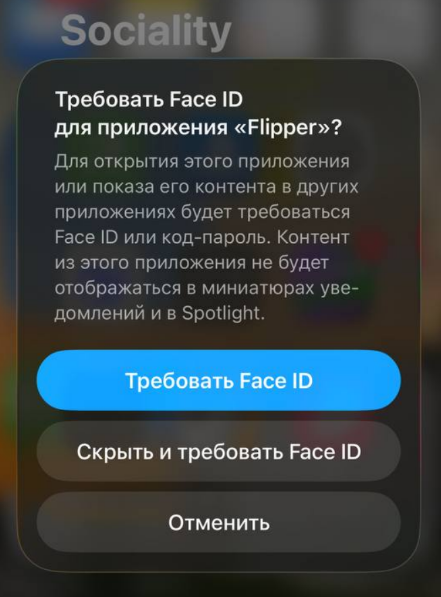 Sociality
Требовать Face ID
для приложения «Flipper»?
Для открытия этого приложения
или показа его контента в других
приложениях будет требоваться
Face ID или код-пароль. Контент
из этого приложения не будет
отображаться в миниатюрах уве-
домлений и в Spotlight.
Требовать Face ID
Скрыть и требовать Face ID
Отменить